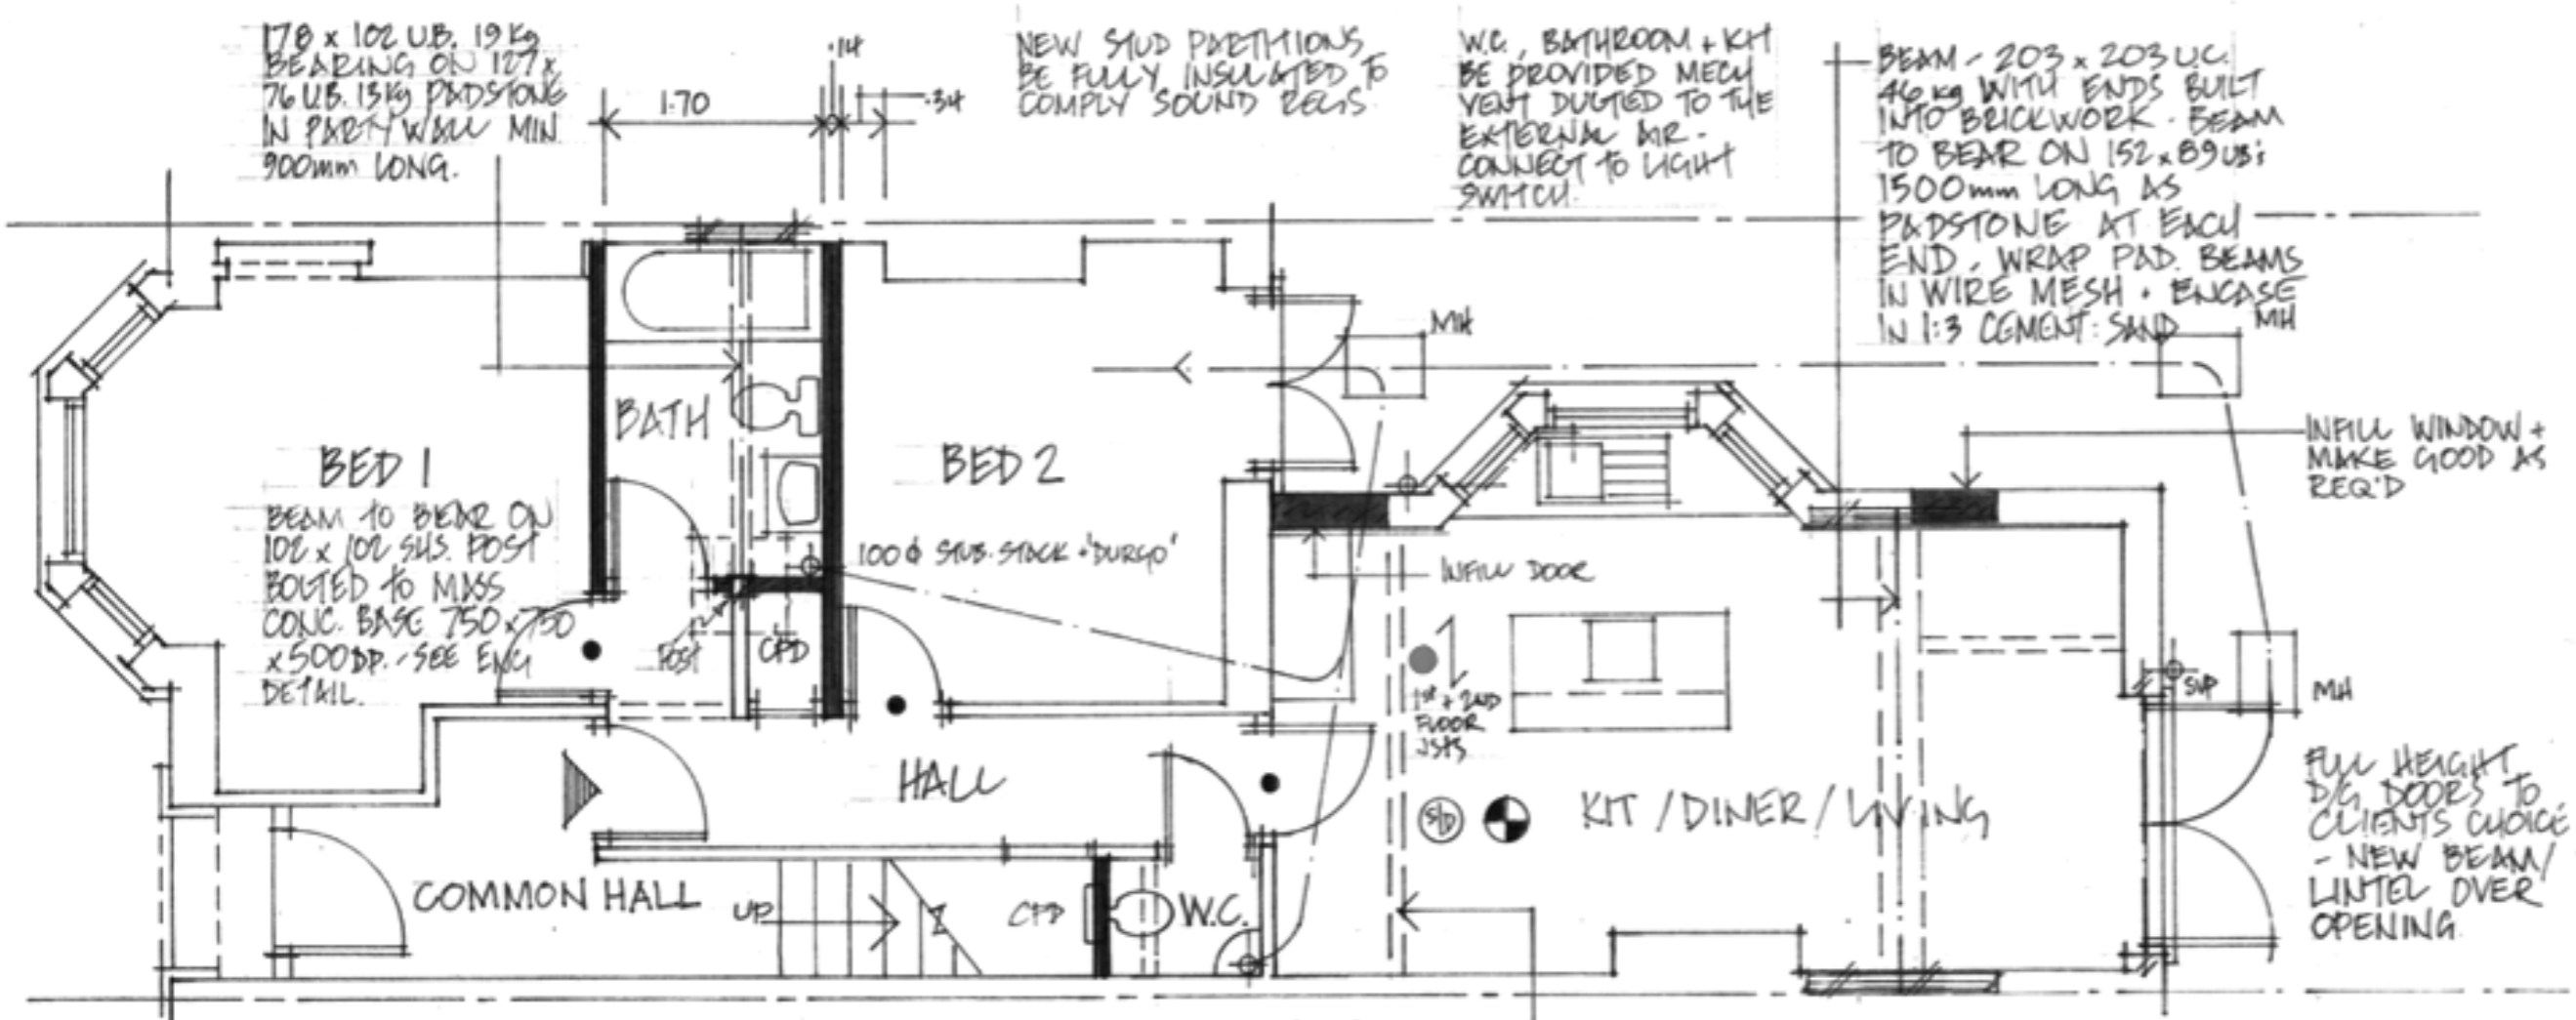 178 x 102 U.B. 19 Kg
BEARING ON 127 x
76 U.B. 13 Kg PADSTONE
IN PARTY WALL MIN.
900mm LONG.
1.70
.14
.34
NEW STUD PARTITIONS
BE FULLY INSULATED TO
COMPLY SOUND REGS.
W.C., BATHROOM + KIT
BE PROVIDED MECH
VENT DUCTED TO THE
EXTERNAL AIR -
CONNECT TO LIGHT
SWITCH.
BEAM - 203 x 203 U.C.
46 Kg WITH ENDS BUILT
INTO BRICKWORK. BEAM
TO BEAR ON 152 x 89 UB's
1500mm LONG AS
PADSTONE AT EACH
END, WRAP PAD. BEAMS
IN WIRE MESH + ENCASE
IN 1:3 CEMENT: SAND
MH
MH
INFILL WINDOW +
MAKE GOOD AS
REQ'D
BATH
BED 1
BEAM TO BEAR ON
102 x 102 SHS. POST
BOLTED TO MASS
CONC. BASE 750 x 750
x 500 DP. - SEE ENG
DETAIL.
BED 2
100 ϕ STUB-STACK + 'DURGO'
INFILL DOOR
POST
CPD
1st + 2ND
FLOOR
JSTS
SVP
MH
HALL
S/D
KIT / DINER / LIVING
FULL HEIGHT
D/G DOORS TO
CLIENTS CHOICE
- NEW BEAM/
LINTEL OVER
OPENING.
COMMON HALL
UP
CPD
W.C.